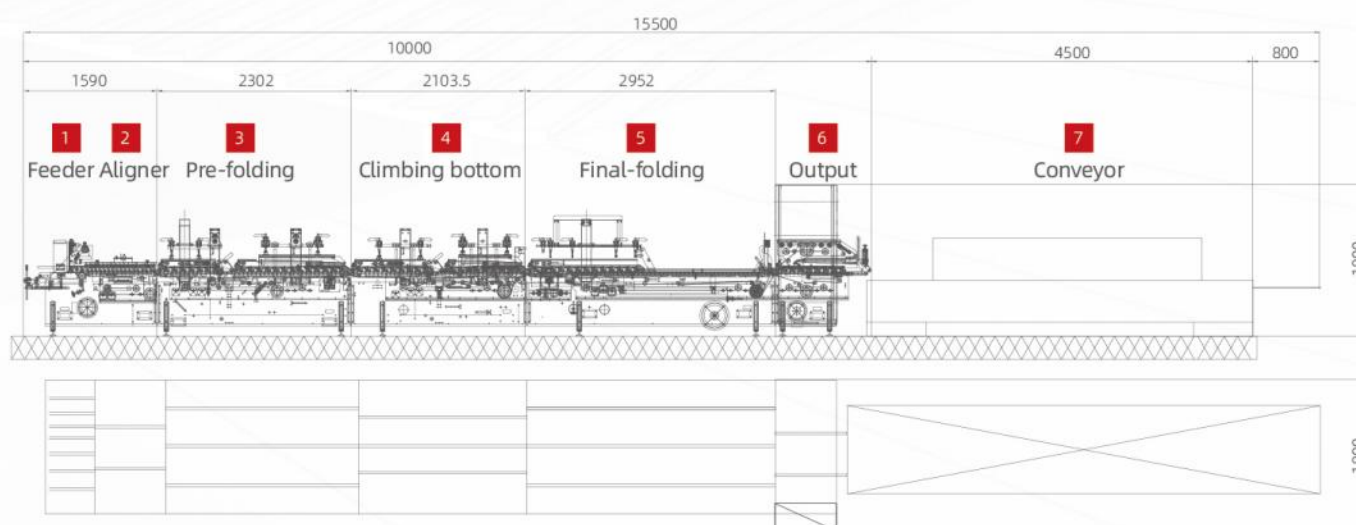 15500
10000
4500
800
1590
2302
2103.5
2952
1
2
3
4
5
6
7
Feeder
Aligner
Pre-folding
Climbing bottom
Final-folding
Output
Conveyor